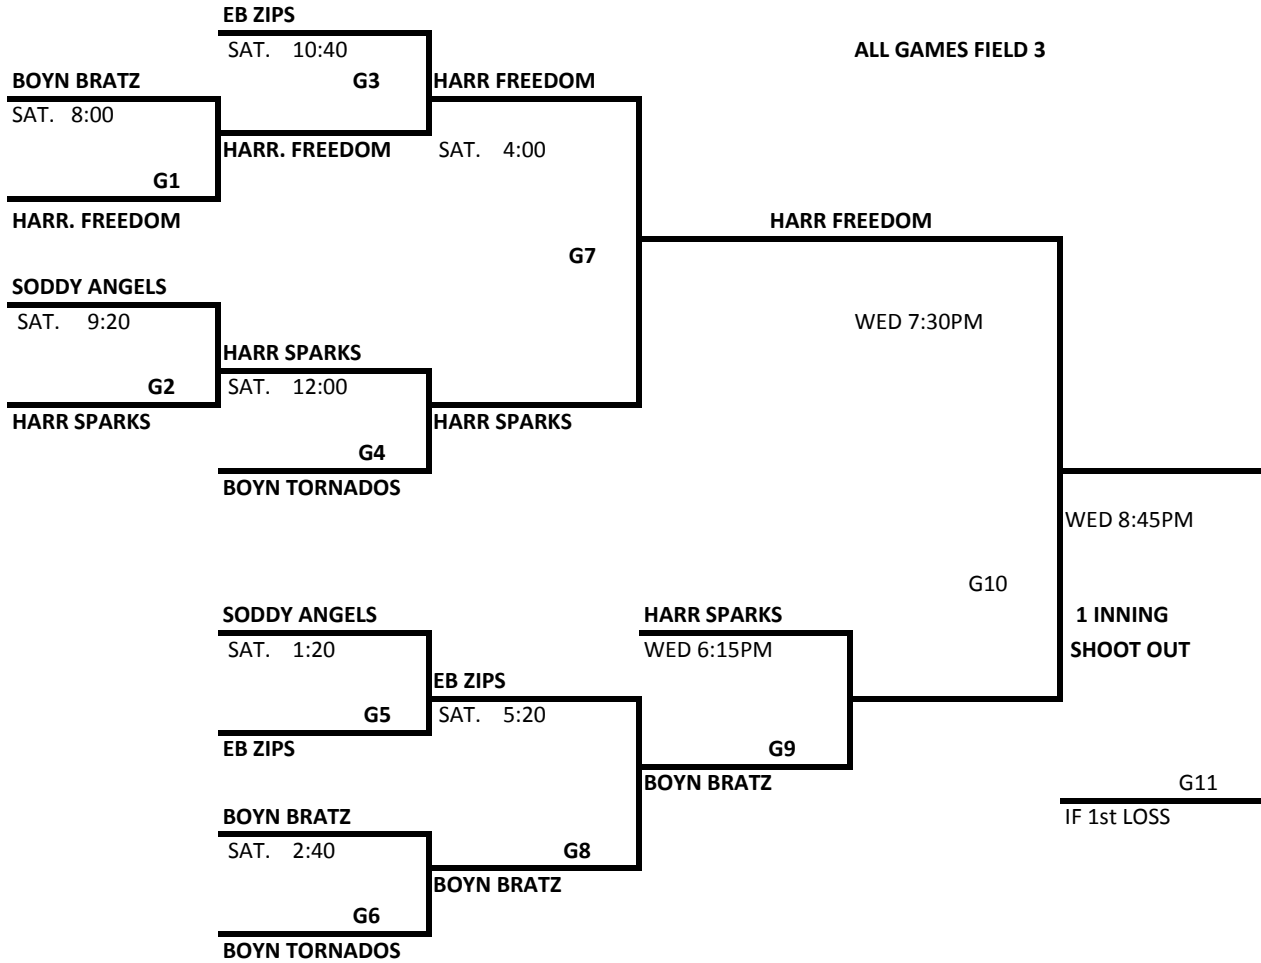 EB ZIPS
SAT. 10:40
ALL GAMES FIELD 3
BOYN BRATZ
G3
HARR FREEDOM
SAT. 8:00
HARR. FREEDOM
SAT. 4:00
G1
HARR. FREEDOM
HARR FREEDOM
G7
SODDY ANGELS
SAT. 9:20
WED 7:30PM
HARR SPARKS
G2
SAT. 12:00
HARR SPARKS
HARR SPARKS
G4
BOYN TORNADOS
WED 8:45PM
G10
SODDY ANGELS
HARR SPARKS
1 INNING
SAT. 1:20
WED 6:15PM
SHOOT OUT
EB ZIPS
G5
SAT. 5:20
EB ZIPS
G9
BOYN BRATZ
G11
BOYN BRATZ
IF 1st LOSS
SAT. 2:40
G8
BOYN BRATZ
G6
BOYN TORNADOS